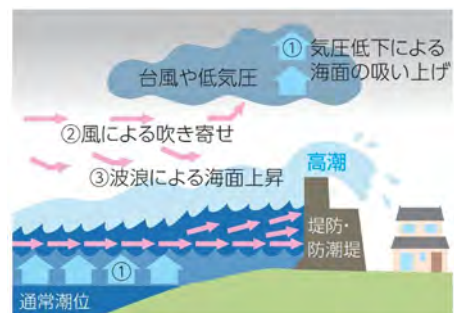 ① 気圧低下による
海面の吸い上げ
台風や低気圧
②風による吹き寄せ
③波浪による海面上昇
高潮
堤防・
防潮堤
①
通常潮位